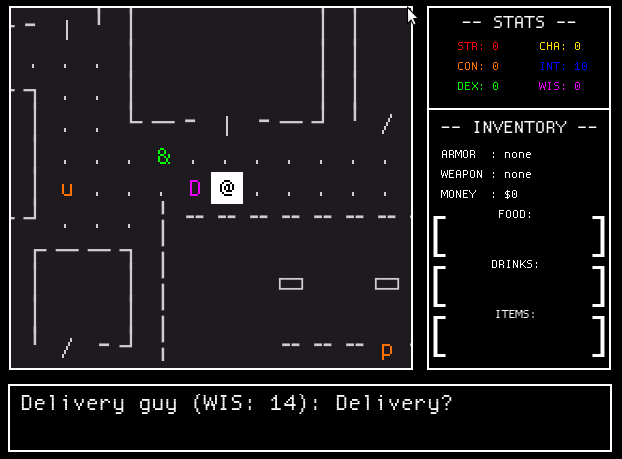 -- STATS --
STR: 0 CHA: 0
CON: 0 INT: 10
DEX: 0 WIS: 0
-- INVENTORY --
ARMOR : none
WEAPON : none
MONEY : $0
FOOD:
DRINKS:
ITEMS:
&
u D @
p
Delivery guy (WIS: 14): Delivery?